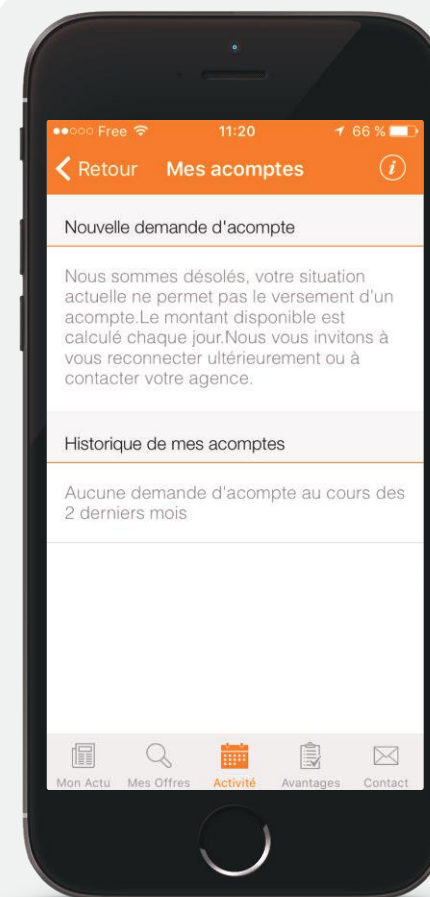 ●●○○○ Free 11:20 66 %
Retour Mes acomptes i
Nouvelle demande d'acompte
Nous sommes désolés, votre situation
actuelle ne permet pas le versement d'un
acompte.Le montant disponible est
calculé chaque jour.Nous vous invitons à
vous reconnecter ultérieurement ou à
contacter votre agence.
Historique de mes acomptes
Aucune demande d'acompte au cours des
2 derniers mois
Mon Actu Mes Offres Activité Avantages Contact